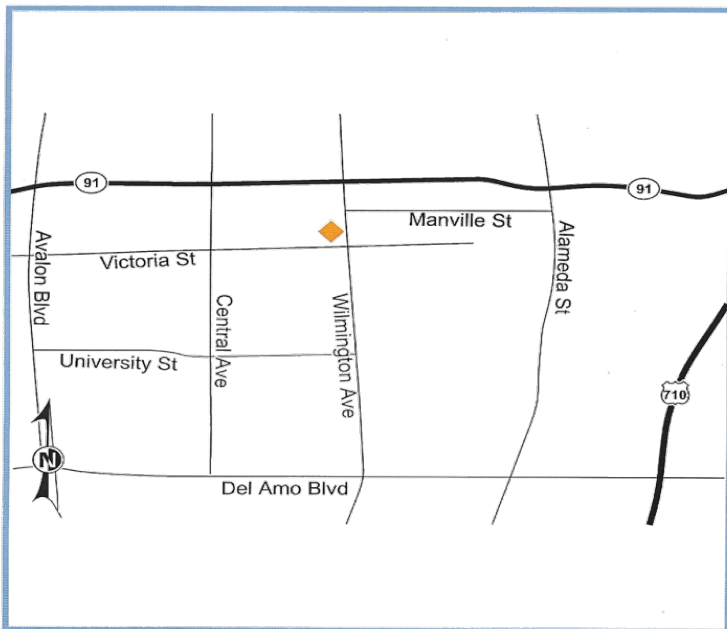 91
91
Manville St
Avalon Blvd
Victoria St
Alameda St
Central Ave
Wilmington Ave
University St
710
N
Del Amo Blvd